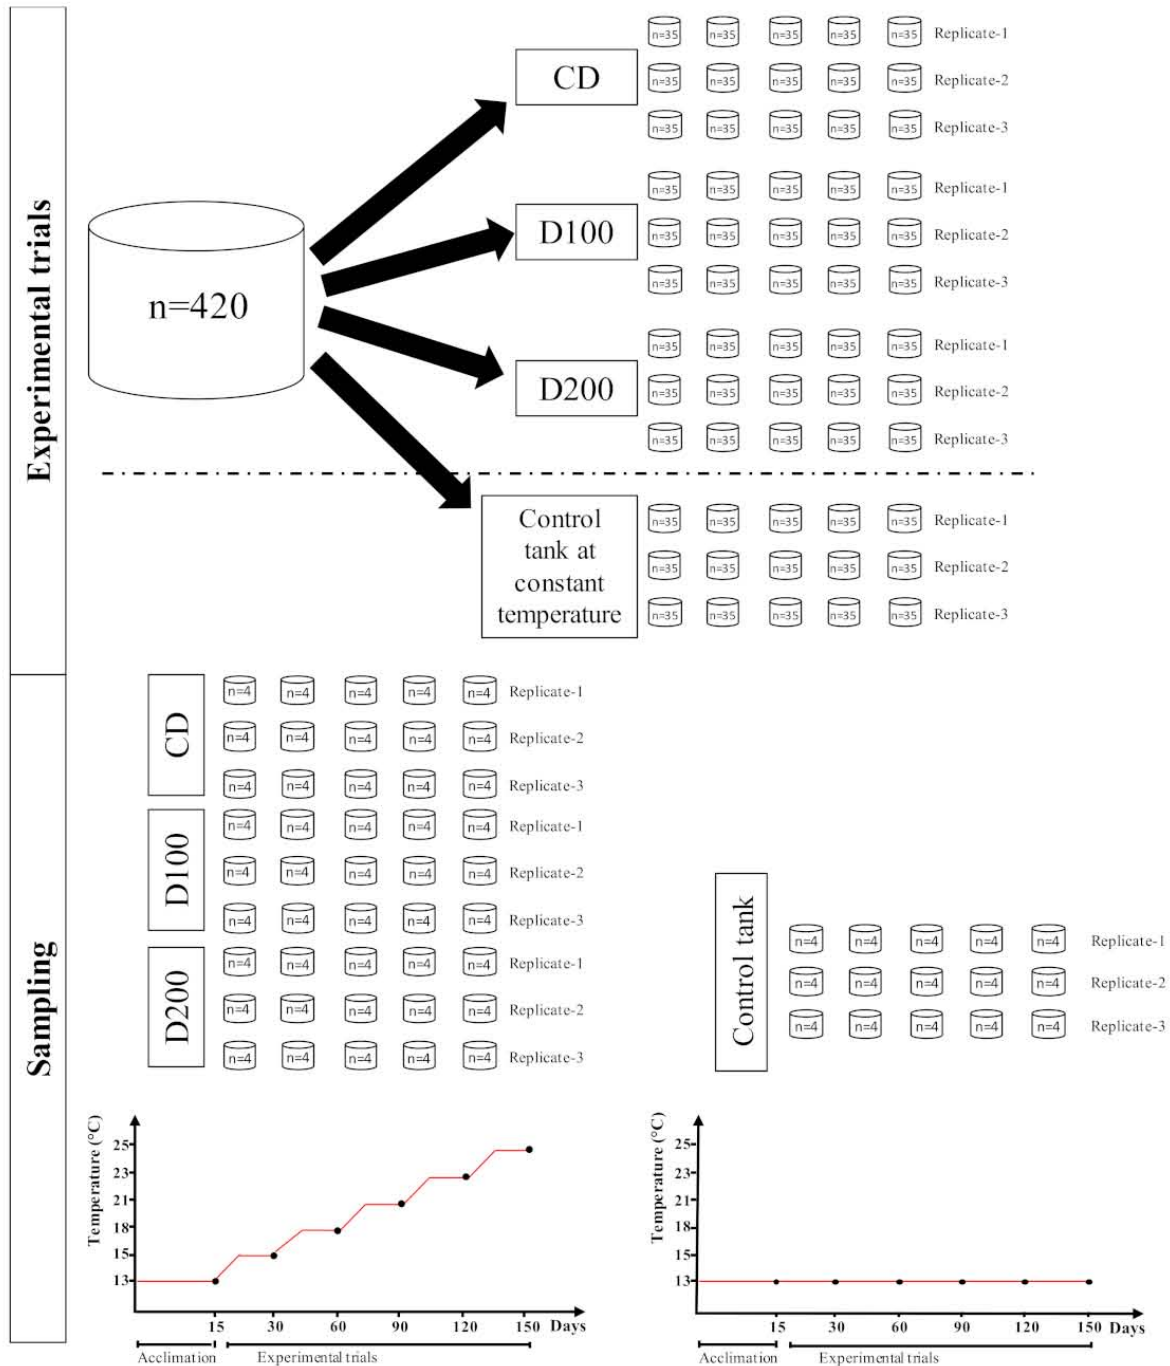 Experimental trials
n=420
CD
n=35 n=35 n=35 n=35 n=35 Replicate-1
n=35 n=35 n=35 n=35 n=35 Replicate-2
n=35 n=35 n=35 n=35 n=35 Replicate-3
D100
n=35 n=35 n=35 n=35 n=35 Replicate-1
n=35 n=35 n=35 n=35 n=35 Replicate-2
n=35 n=35 n=35 n=35 n=35 Replicate-3
D200
n=35 n=35 n=35 n=35 n=35 Replicate-1
n=35 n=35 n=35 n=35 n=35 Replicate-2
n=35 n=35 n=35 n=35 n=35 Replicate-3
Control
tank at
constant
temperature
n=35 n=35 n=35 n=35 n=35 Replicate-1
n=35 n=35 n=35 n=35 n=35 Replicate-2
n=35 n=35 n=35 n=35 n=35 Replicate-3
Sampling
CD
n=4 n=4 n=4 n=4 n=4 Replicate-1
n=4 n=4 n=4 n=4 n=4 Replicate-2
n=4 n=4 n=4 n=4 n=4 Replicate-3
D100
n=4 n=4 n=4 n=4 n=4 Replicate-1
n=4 n=4 n=4 n=4 n=4 Replicate-2
n=4 n=4 n=4 n=4 n=4 Replicate-3
D200
n=4 n=4 n=4 n=4 n=4 Replicate-1
n=4 n=4 n=4 n=4 n=4 Replicate-2
n=4 n=4 n=4 n=4 n=4 Replicate-3
Control tank
n=4 n=4 n=4 n=4 n=4 Replicate-1
n=4 n=4 n=4 n=4 n=4 Replicate-2
n=4 n=4 n=4 n=4 n=4 Replicate-3
Temperature (°C)
25
23
21
18
15
13
15 30 60 90 120 150 Days
Acclimation Experimental trials
Temperature (°C)
25
23
21
18
15
13
15 30 60 90 120 150 Days
Acclimation Experimental trials